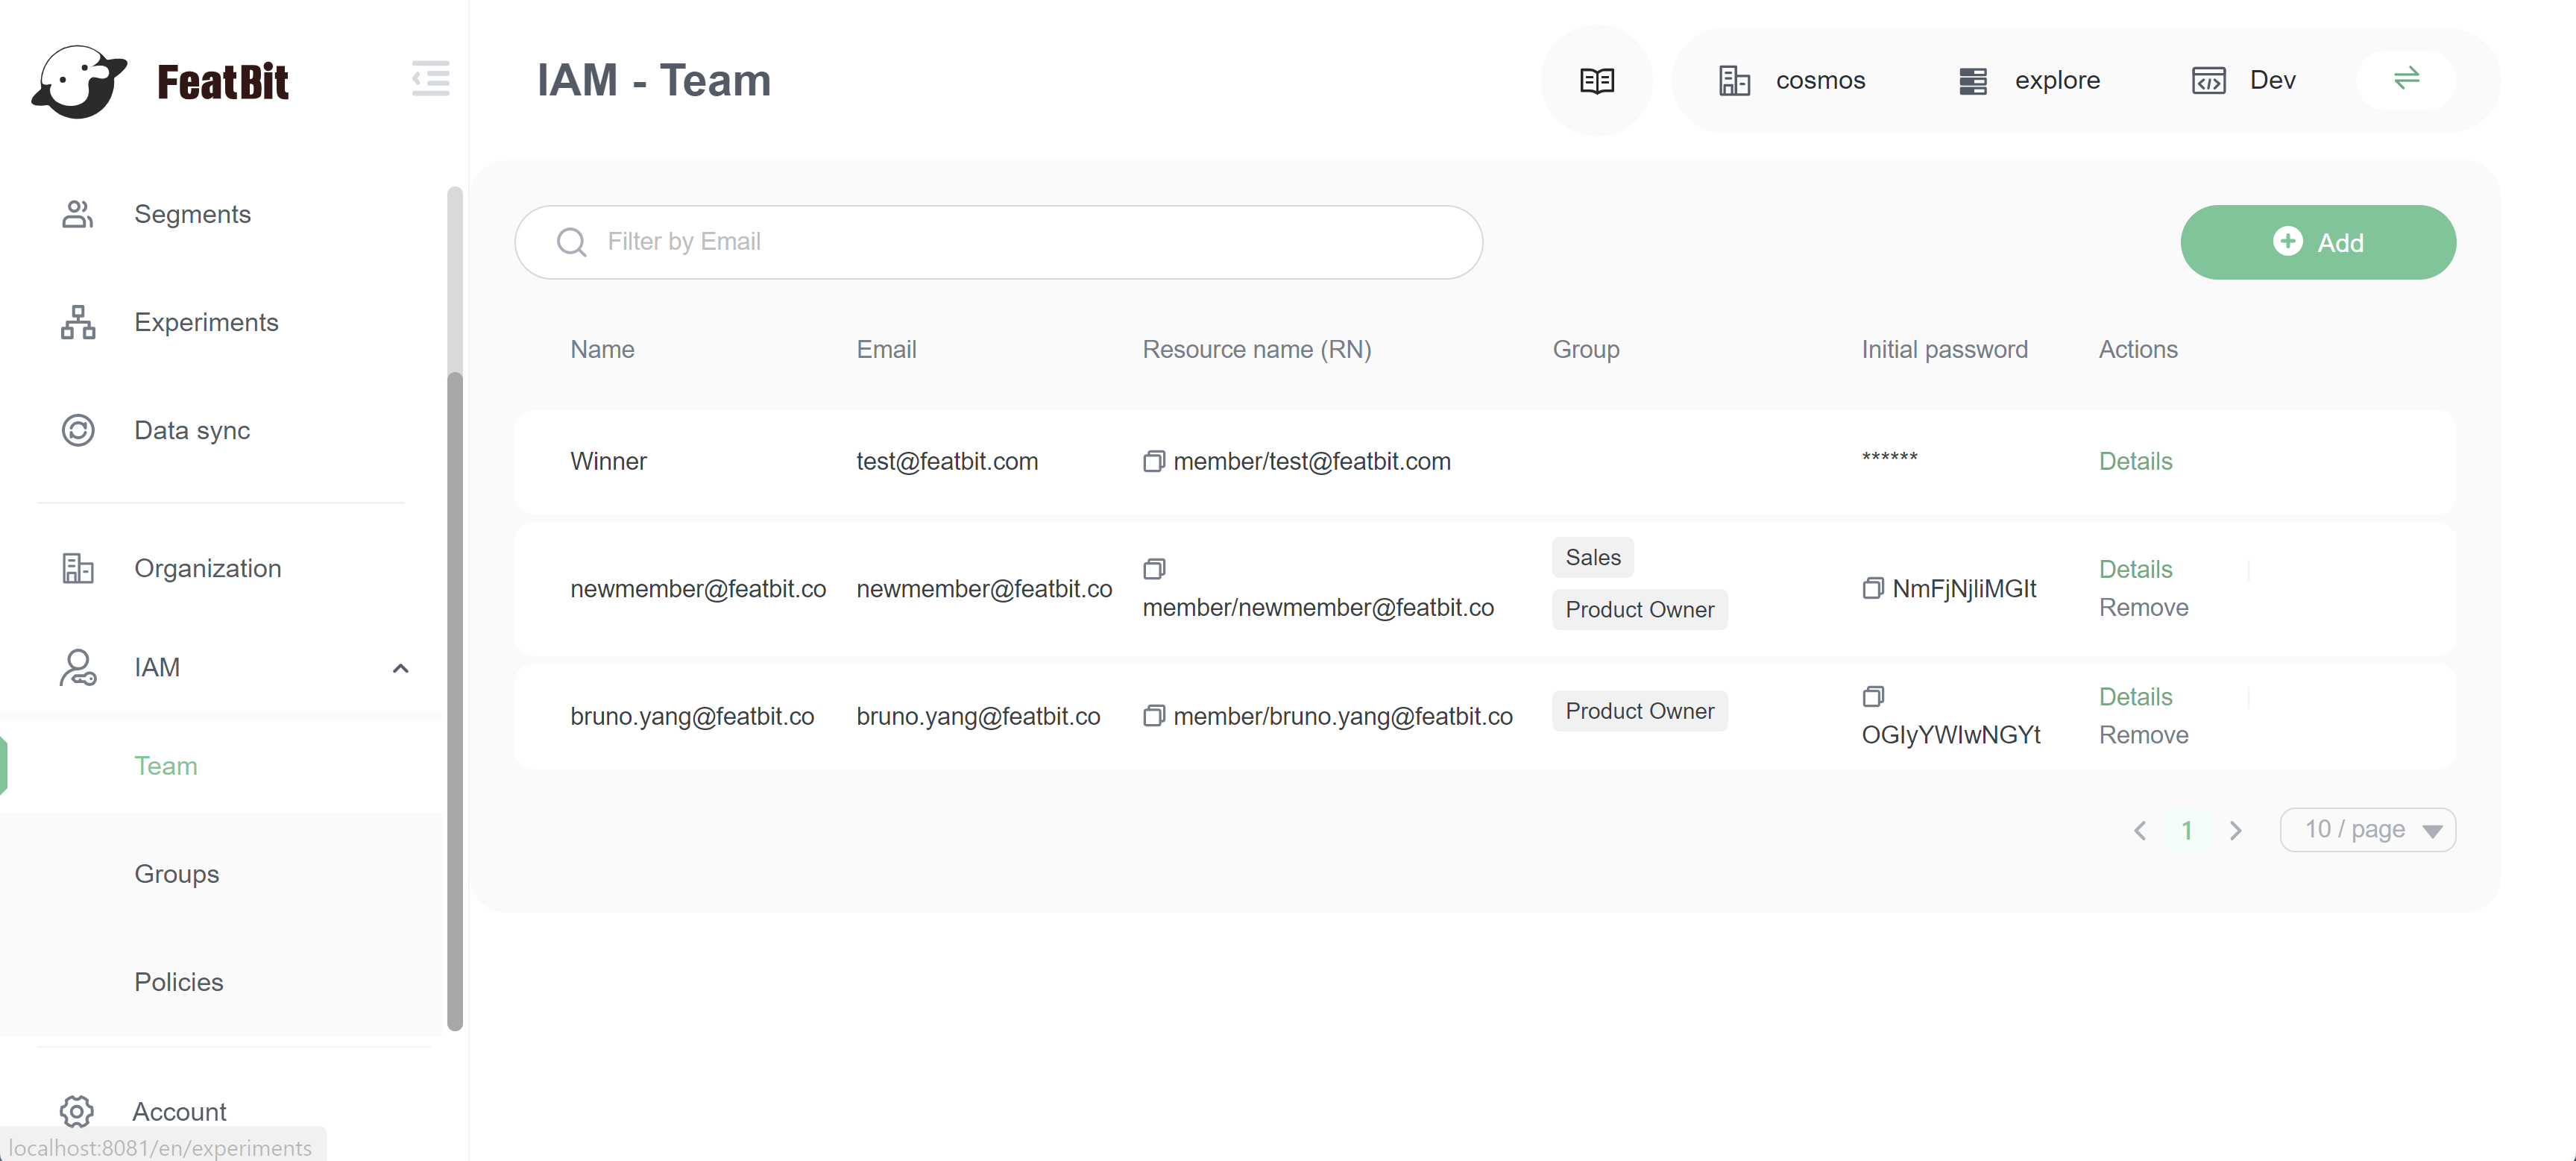 FeatBit
IAM - Team
cosmos
explore
Dev
Segments
Experiments
Data sync
Organization
IAM
Team
Groups
Policies
Account
localhost:8081/en/experiments
Filter by Email
Add
Name Email Resource name (RN) Group Initial password Actions
Winner test@featbit.com member/test@featbit.com ****** Details
newmember@featbit.co newmember@featbit.co member/newmember@featbit.co Sales Product Owner NmFjNjliMGIt Details Remove
bruno.yang@featbit.co bruno.yang@featbit.co member/bruno.yang@featbit.co Product Owner OGIyYWIwNGYt Details Remove
1
10 / page